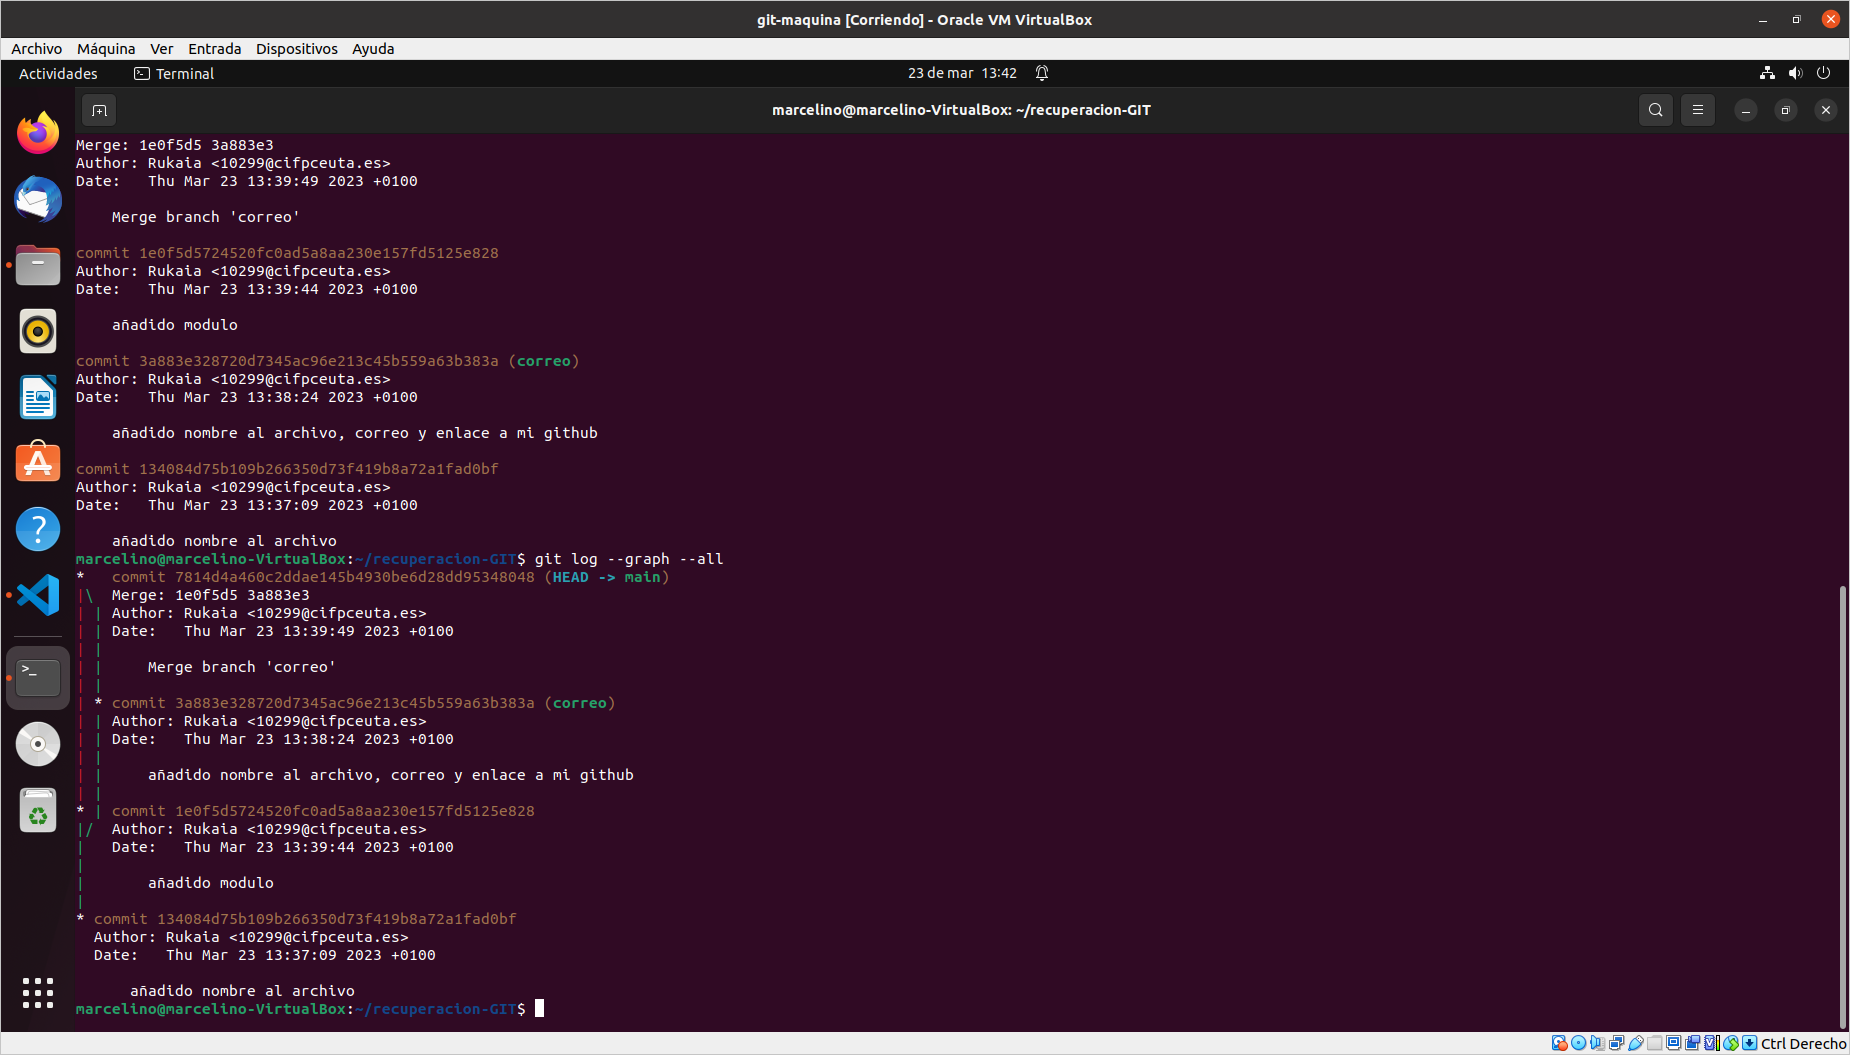 git-maquina [Corriendo] - Oracle VM VirtualBox
Archivo Máquina Ver Entrada Dispositivos Ayuda
Actividades Terminal 23 de mar 13:42
marcelino@marcelino-VirtualBox: ~/recuperacion-GIT
Merge: 1e0f5d5 3a883e3
Author: Rukaia <10299@cifpceuta.es>
Date:   Thu Mar 23 13:39:49 2023 +0100
Merge branch 'correo'
commit 1e0f5d5724520fc0ad5a8aa230e157fd5125e828
Author: Rukaia <10299@cifpceuta.es>
Date:   Thu Mar 23 13:39:44 2023 +0100
añadido modulo
commit 3a883e328720d7345ac96e213c45b559a63b383a (correo)
Author: Rukaia <10299@cifpceuta.es>
Date:   Thu Mar 23 13:38:24 2023 +0100
añadido nombre al archivo, correo y enlace a mi github
commit 134084d75b109b266350d73f419b8a72a1fad0bf
Author: Rukaia <10299@cifpceuta.es>
Date:   Thu Mar 23 13:37:09 2023 +0100
añadido nombre al archivo
marcelino@marcelino-VirtualBox:~/recuperacion-GIT$ git log --graph --all
*   commit 7814d4a460c2ddae145b4930be6d28dd95348048 (HEAD -> main)
|\  Merge: 1e0f5d5 3a883e3
| | Author: Rukaia <10299@cifpceuta.es>
| | Date:   Thu Mar 23 13:39:49 2023 +0100
| |
| |     Merge branch 'correo'
| |
| * commit 3a883e328720d7345ac96e213c45b559a63b383a (correo)
| | Author: Rukaia <10299@cifpceuta.es>
| | Date:   Thu Mar 23 13:38:24 2023 +0100
| |
| |     añadido nombre al archivo, correo y enlace a mi github
| |
* | commit 1e0f5d5724520fc0ad5a8aa230e157fd5125e828
|/  Author: Rukaia <10299@cifpceuta.es>
|   Date:   Thu Mar 23 13:39:44 2023 +0100
|
|       añadido modulo
|
* commit 134084d75b109b266350d73f419b8a72a1fad0bf
Author: Rukaia <10299@cifpceuta.es>
Date:   Thu Mar 23 13:37:09 2023 +0100
añadido nombre al archivo
marcelino@marcelino-VirtualBox:~/recuperacion-GIT$
Ctrl Derecho